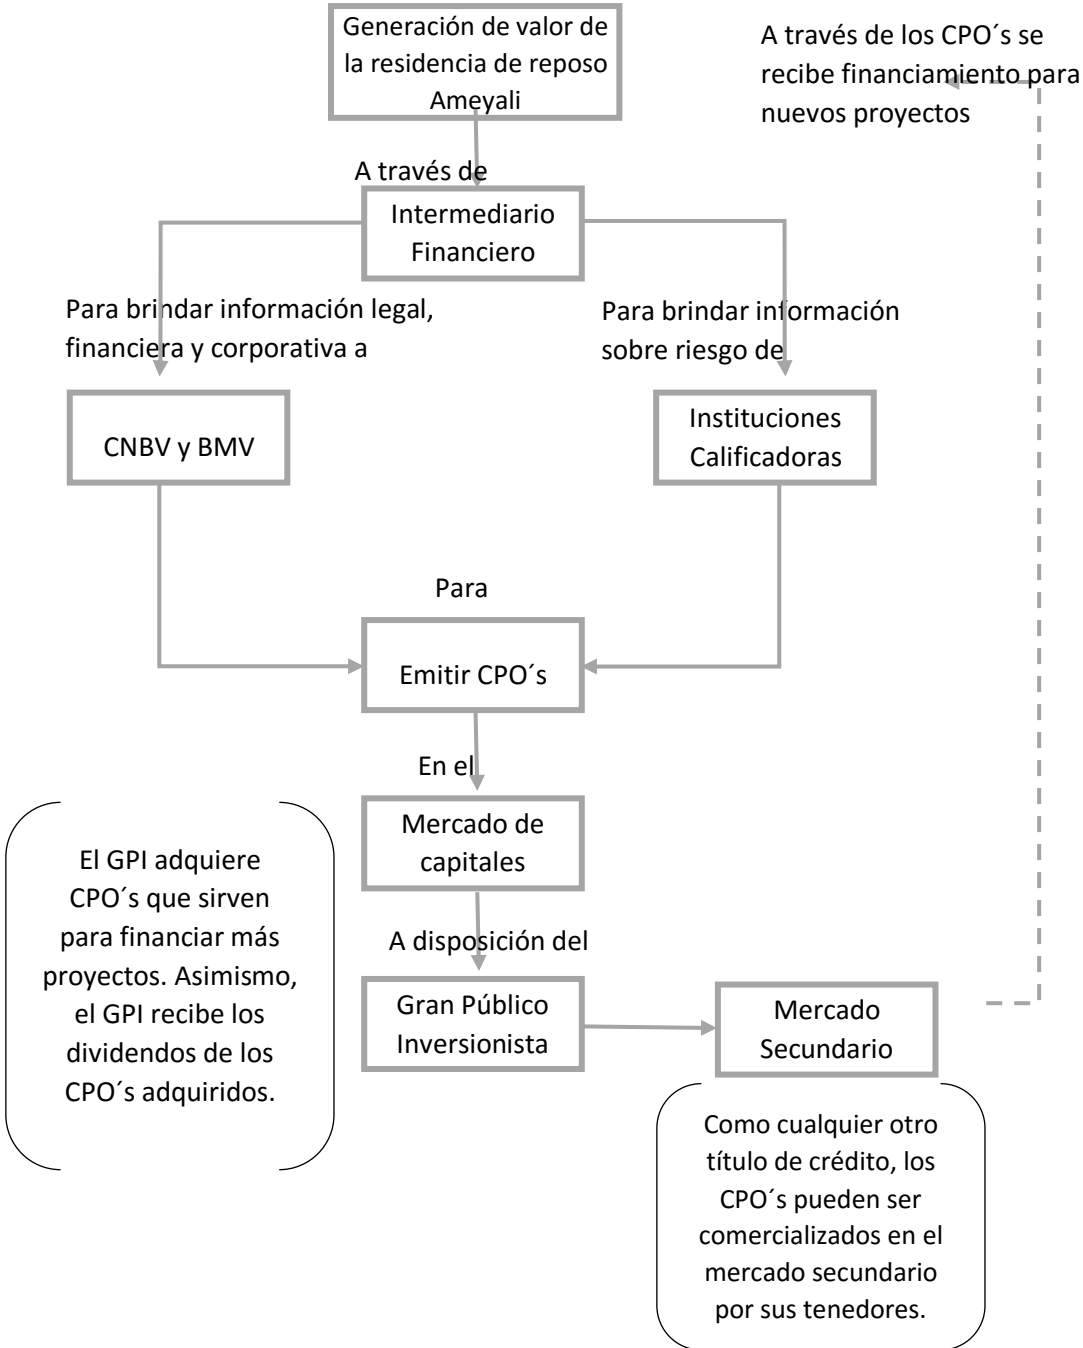 Generación de valor de
la residencia de reposo
Ameyali
A través de los CPO´s se
recibe financiamiento para
nuevos proyectos
A través de
Intermediario
Financiero
Para brindar información legal,
financiera y corporativa a
Para brindar información
sobre riesgo de
CNBV y BMV
Instituciones
Calificadoras
Para
Emitir CPO´s
En el
Mercado de
capitales
El GPI adquiere
CPO´s que sirven
para financiar más
proyectos. Asimismo,
el GPI recibe los
dividendos de los
CPO´s adquiridos.
A disposición del
Gran Público
Inversionista
Mercado
Secundario
Como cualquier otro
título de crédito, los
CPO´s pueden ser
comercializados en el
mercado secundario
por sus tenedores.